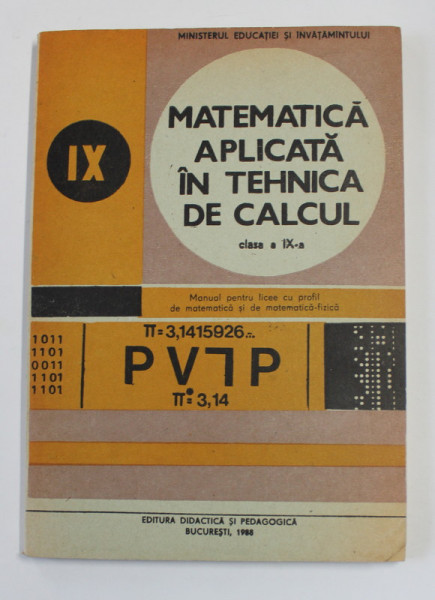 MINISTERUL EDUCAȚIEI ȘI ÎNVĂȚĂMÎNTULUI
IX
MATEMATICĂ
APLICATĂ
ÎN TEHNICA
DE CALCUL
clasa a IX-a
Manual pentru licee cu profil
de matematică și de matematică-fizică
1011
1101
0011
1101
1101
π=3,1415926...
P V ℸ P
π=3,14
EDITURA DIDACTICĂ ȘI PEDAGOGICĂ
BUCUREȘTI, 1988